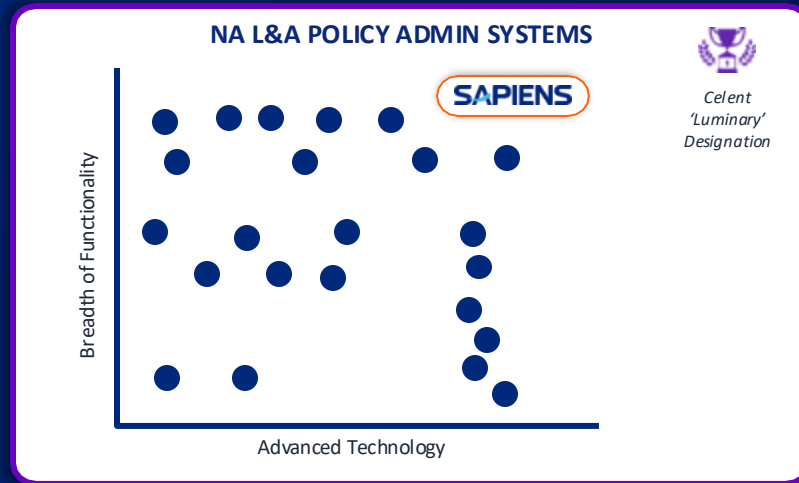 NA L&A POLICY ADMIN SYSTEMS
SAPIENS
Celent
‘Luminary’
Designation
Breadth of Functionality
Advanced Technology